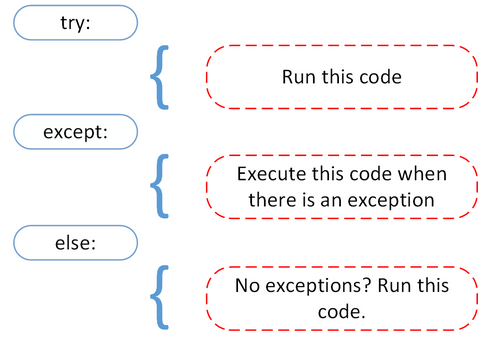 try:
Run this code
except:
Execute this code when
there is an exception
else:
No exceptions? Run this
code.